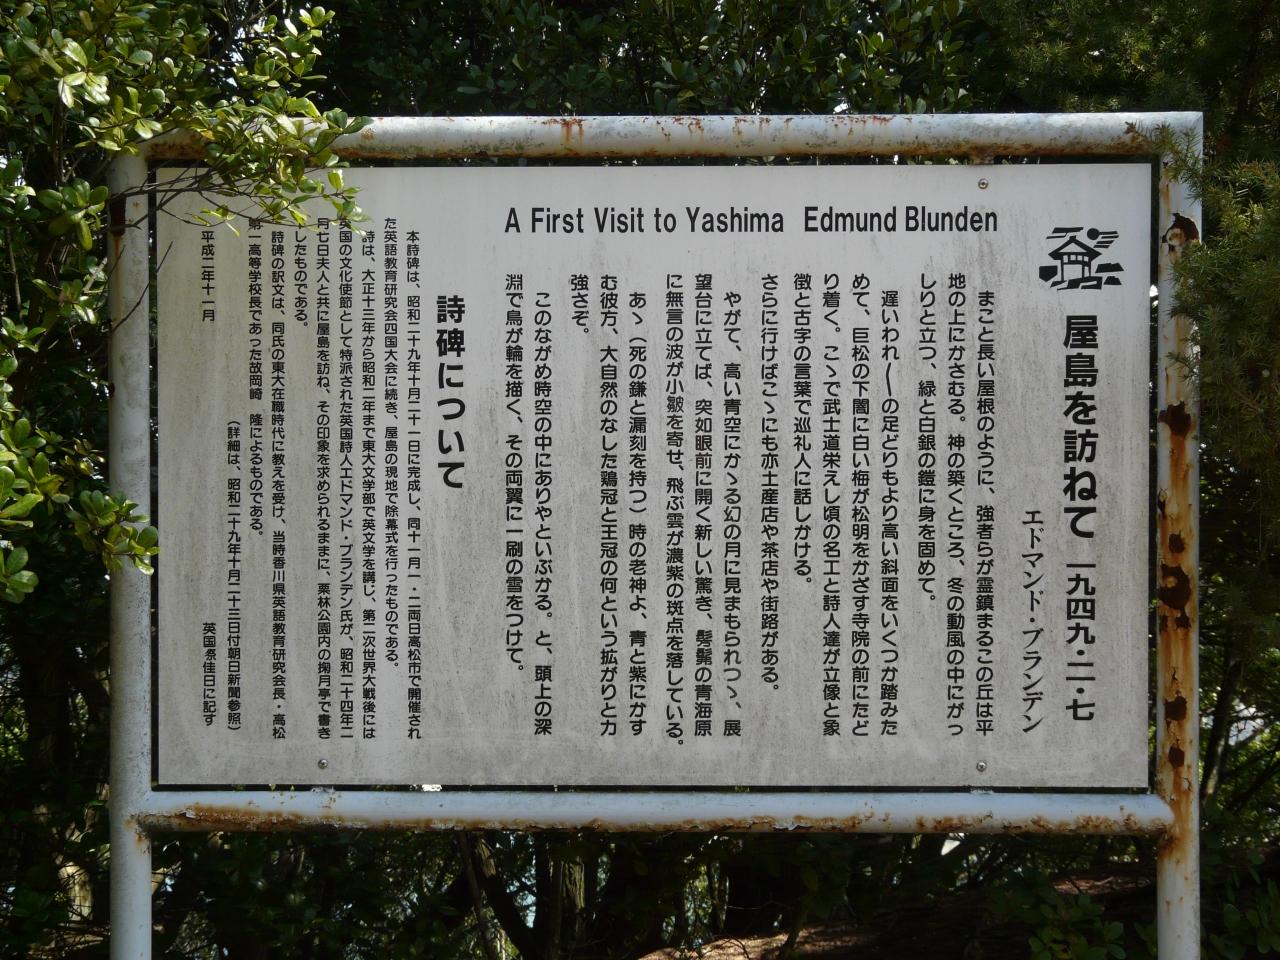 A First Visit to Yashima Edmund Blunden
屋島を訪ねて 一九四九・二・七
エドマンド・ブランデン
まこと長い屋根のように、強者らが霊鎮まるこの丘は平
地の上にかさむる。神の築くところ、冬の動風の中にがっ
しりと立つ、緑と白銀の鎧に身を固めて。
遅いわれ―の足どりもより高い斜面をいくつか踏みた
めて、巨松の下闇に白い梅が松明をかざす寺院の前にたど
り着く。こゝで武士道栄えし頃の名工と詩人達が立像と象
徴と古字の言葉で巡礼人に話しかける。
さらに行けばこゝにも亦土産店や茶店や街路がある。
やがて、高い青空にかゝる幻の月に見まもられつゝ、展
望台に立てば、突如眼前に開く新しい驚き、髣髴の青海原
に無言の波が小皺を寄せ、飛ぶ雲が濃紫の斑点を落している。
あゝ(死の鎌と漏刻を持つ)時の老神よ、青と紫にかす
む彼方、大自然のなした鶏冠と王冠の何という拡がりと力
強さぞ。
このながめ時空の中にありやといぶかる。と、頭上の深
淵で鳥が輪を描く、その両翼に一刷の雪をつけて。
詩碑について
本詩碑は、昭和二十九年十月二十一日に完成し、同十一月一・二両日高松市で開催され
た英語教育研究会四国大会に続き、屋島の現地で除幕式を行ったものである。
詩は、大正十三年から昭和二年まで東大文学部で英文学を講じ、第二次世界大戦後には
英国の文化使節として特派された英国詩人エドマンド・ブランデン氏が、昭和二十四年二
月七日夫人と共に屋島を訪ね、その印象を求められるままに、栗林公園内の掬月亭で書き
したものである。
詩碑の訳文は、同氏の東大在職時代に教えを受け、当時香川県英語教育研究会長・高松
第一高等学校長であった故岡崎 隆によるものである。
(詳細は、昭和二十九年十月二十三日付朝日新聞参照)
平成二年十一月 英国祭佳日に記す